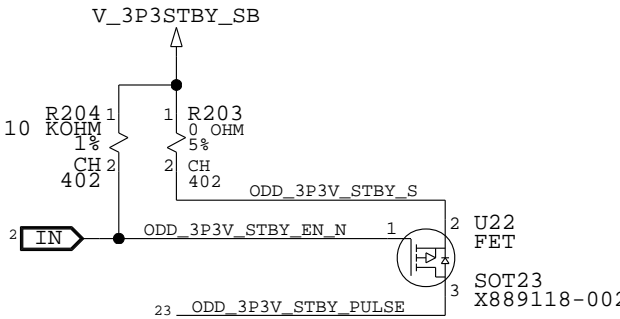 V_3P3STBY_SB
R204 1
10 KOHM
1%
CH 2
402
1 R203
0 OHM
5%
2 CH
402
ODD_3P3V_STBY_S
2 IN
ODD_3P3V_STBY_EN_N
1
2 U22
FET
SOT23
3 X889118-002
23 ODD_3P3V_STBY_PULSE